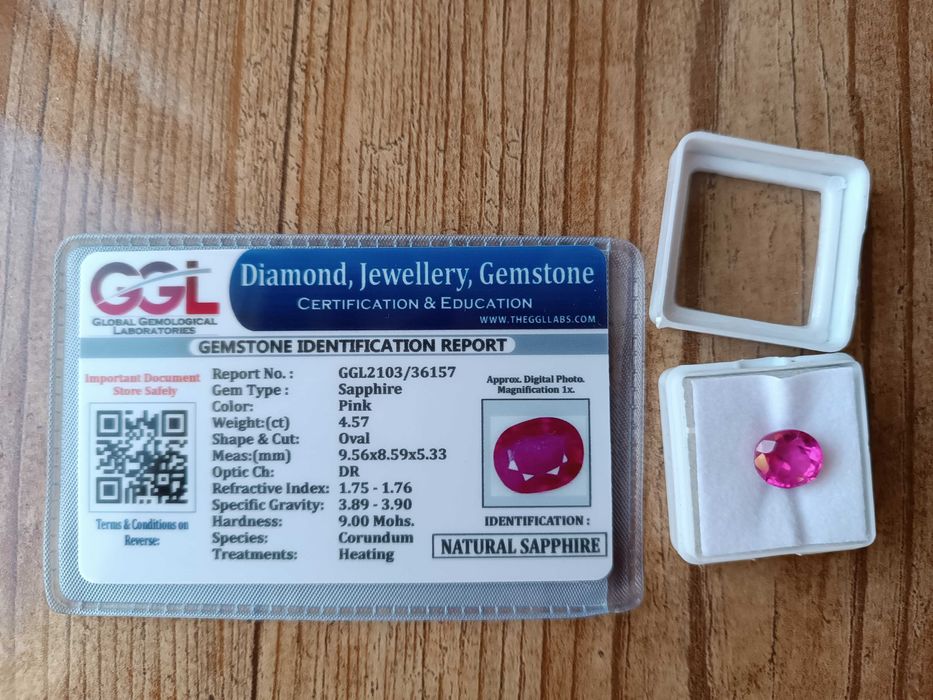 GGL
GLOBAL GEMOLOGICAL
LABORATORIES
Diamond, Jewellery, Gemstone
CERTIFICATION & EDUCATION
WWW.THEGGLLABS.COM
GEMSTONE IDENTIFICATION REPORT
Important Document
Store Safely
Terms & Conditions on
Reverse:
Report No. : GGL2103/36157
Gem Type : Sapphire
Color: Pink
Weight:(ct) 4.57
Shape & Cut: Oval
Meas:(mm) 9.56x8.59x5.33
Optic Ch: DR
Refractive Index: 1.75 - 1.76
Specific Gravity: 3.89 - 3.90
Hardness: 9.00 Mohs.
Species: Corundum
Treatments: Heating
Approx. Digital Photo.
Magnification 1x.
IDENTIFICATION :
NATURAL SAPPHIRE